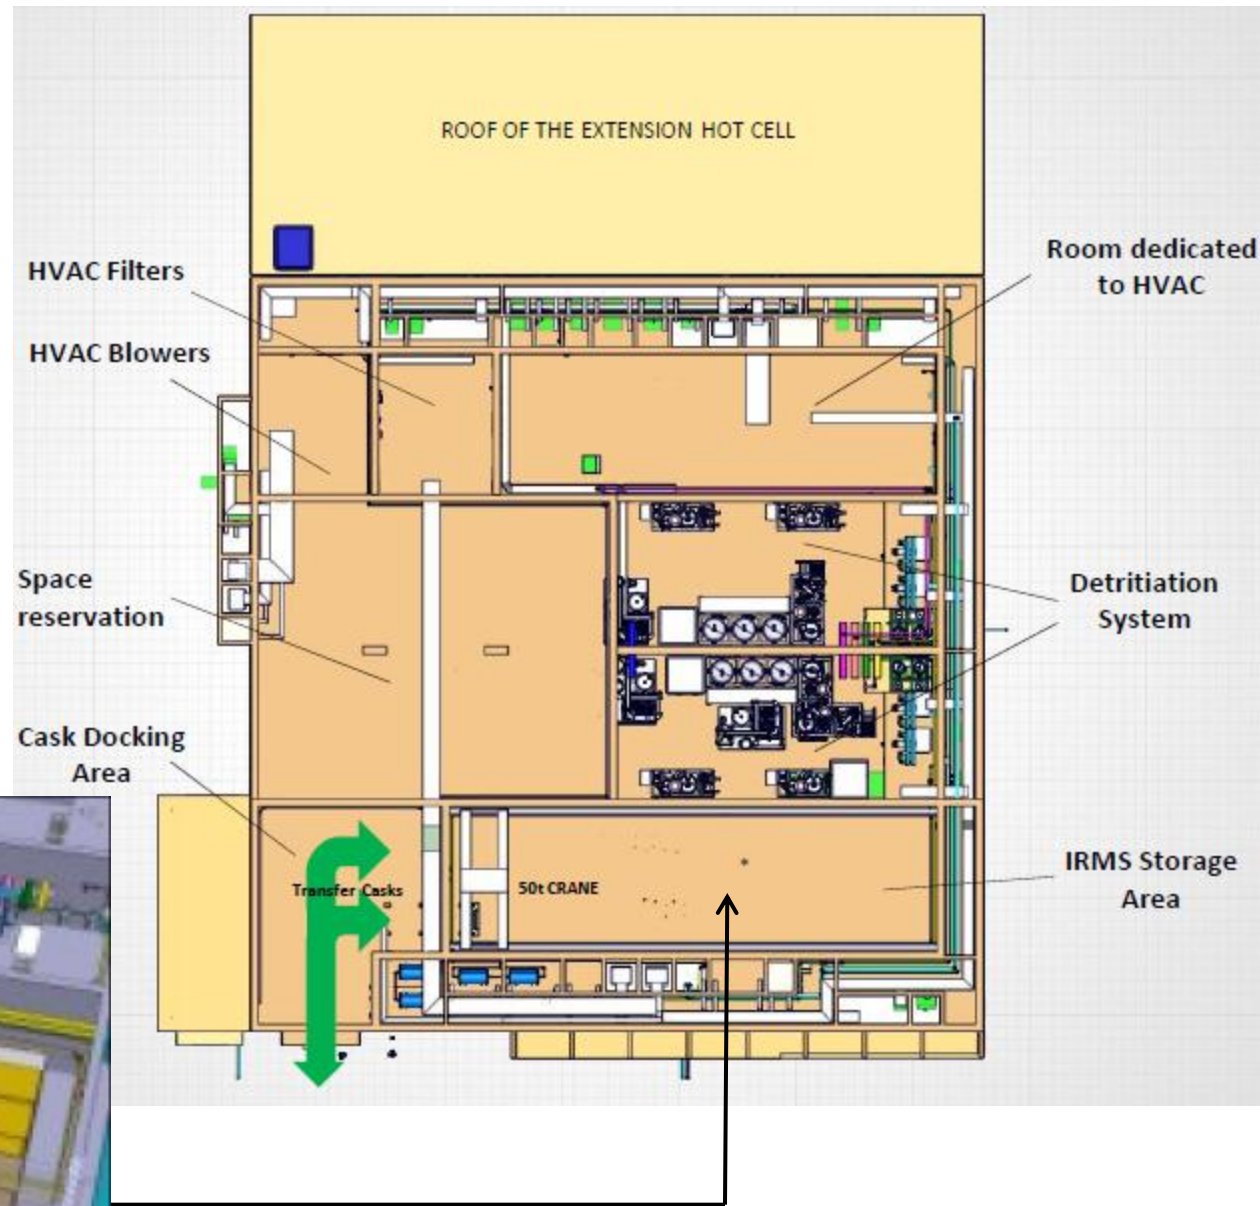 ROOF OF THE EXTENSION HOT CELL
HVAC Filters
Room dedicated
to HVAC
HVAC Blowers
Space
reservation
Detritiation
System
Cask Docking
Area
Transfer Casks
50t CRANE
IRMS Storage
Area